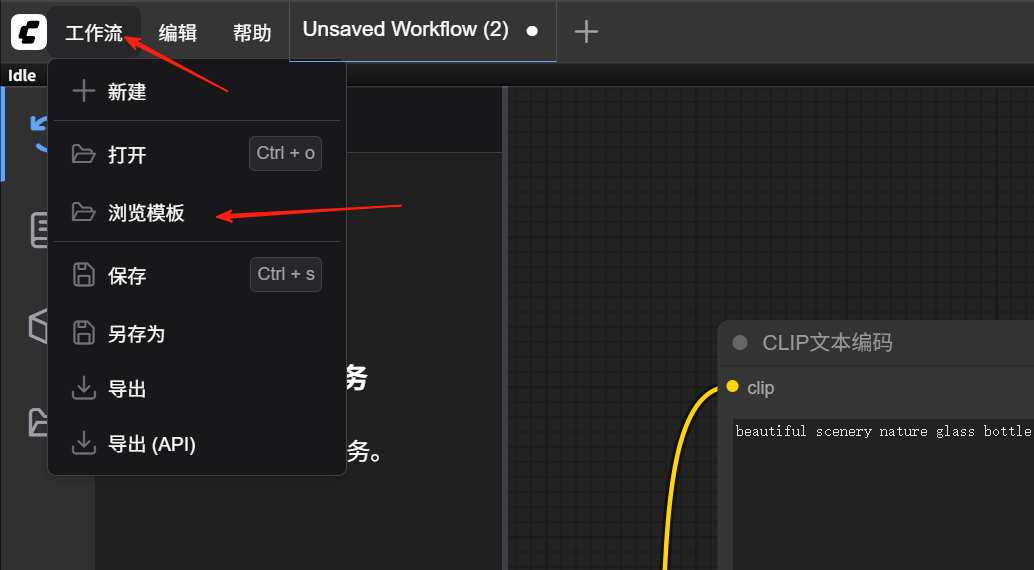 工作流 编辑 帮助 Unsaved Workflow (2)
Idle
新建
打开 Ctrl + o
浏览模板
保存 Ctrl + s
另存为
导出
导出 (API)
务
务。
CLIP文本编码
clip
beautiful scenery nature glass bottle